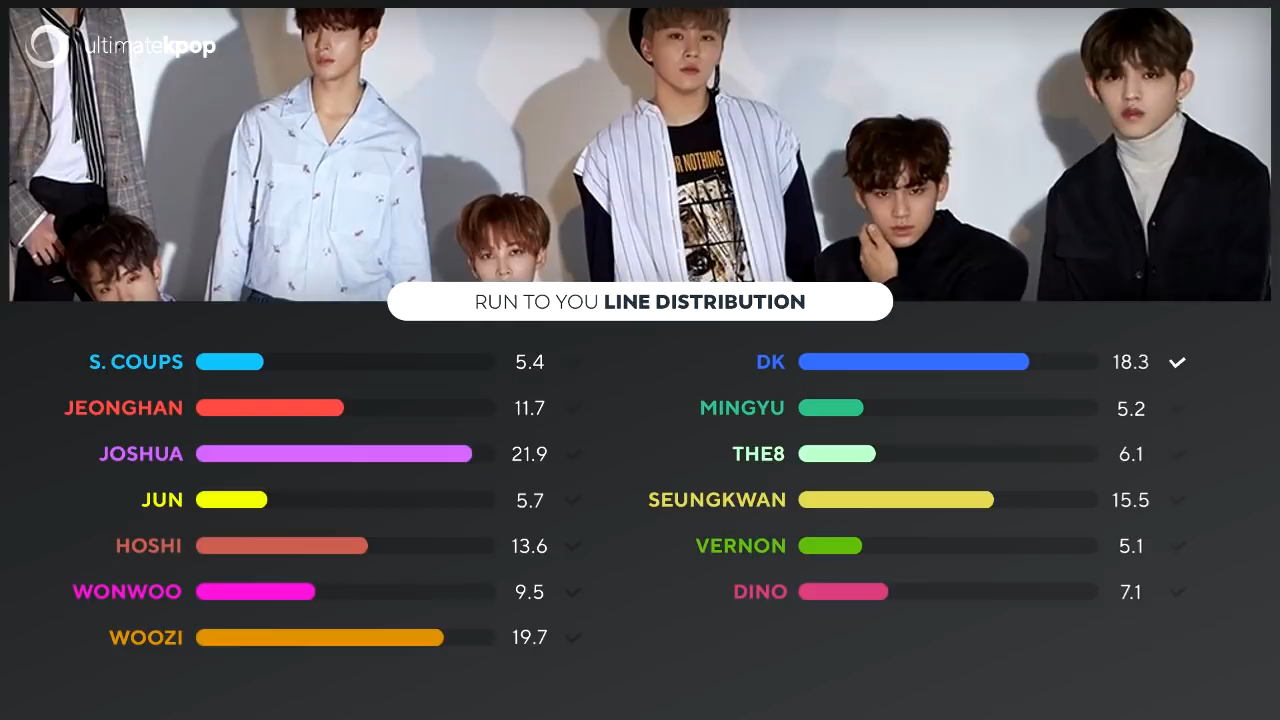 ultimatekpop
R NOTHING
RUN TO YOU LINE DISTRIBUTION
S. COUPS 5.4
JEONGHAN 11.7
JOSHUA 21.9
JUN 5.7
HOSHI 13.6
WONWOO 9.5
WOOZI 19.7
DK 18.3
MINGYU 5.2
THE8 6.1
SEUNGKWAN 15.5
VERNON 5.1
DINO 7.1